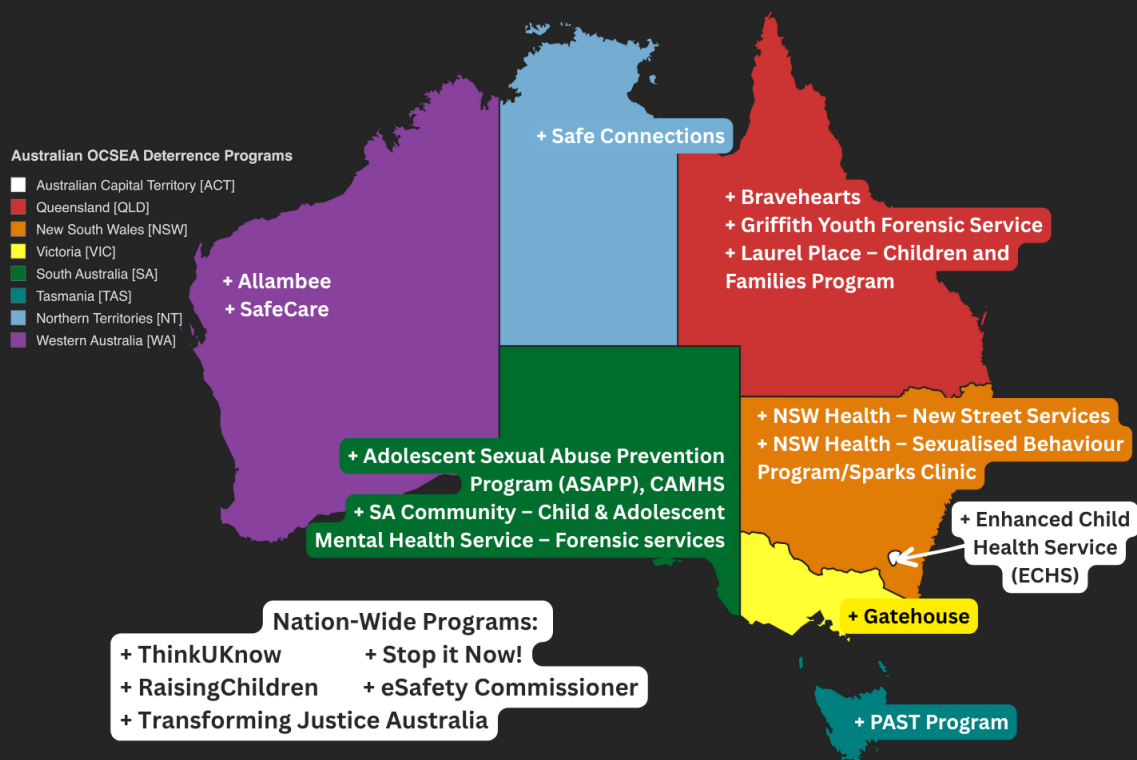 Australian OCSEA Deterrence Programs
Australian Capital Territory [ACT]
Queensland [QLD]
New South Wales [NSW]
Victoria [VIC]
South Australia [SA]
Tasmania [TAS]
Northern Territories [NT]
Western Australia [WA]
+ Safe Connections
+ Bravehearts
+ Griffith Youth Forensic Service
+ Laurel Place – Children and
Families Program
+ Allambee
+ SafeCare
+ NSW Health – New Street Services
+ NSW Health – Sexualised Behaviour
Program/Sparks Clinic
+ Adolescent Sexual Abuse Prevention
Program (ASAPP), CAMHS
+ SA Community – Child & Adolescent
Mental Health Service – Forensic services
+ Enhanced Child
Health Service
(ECHS)
+ Gatehouse
Nation-Wide Programs:
+ ThinkUKnow
+ Stop it Now!
+ RaisingChildren
+ eSafety Commissioner
+ Transforming Justice Australia
+ PAST Program